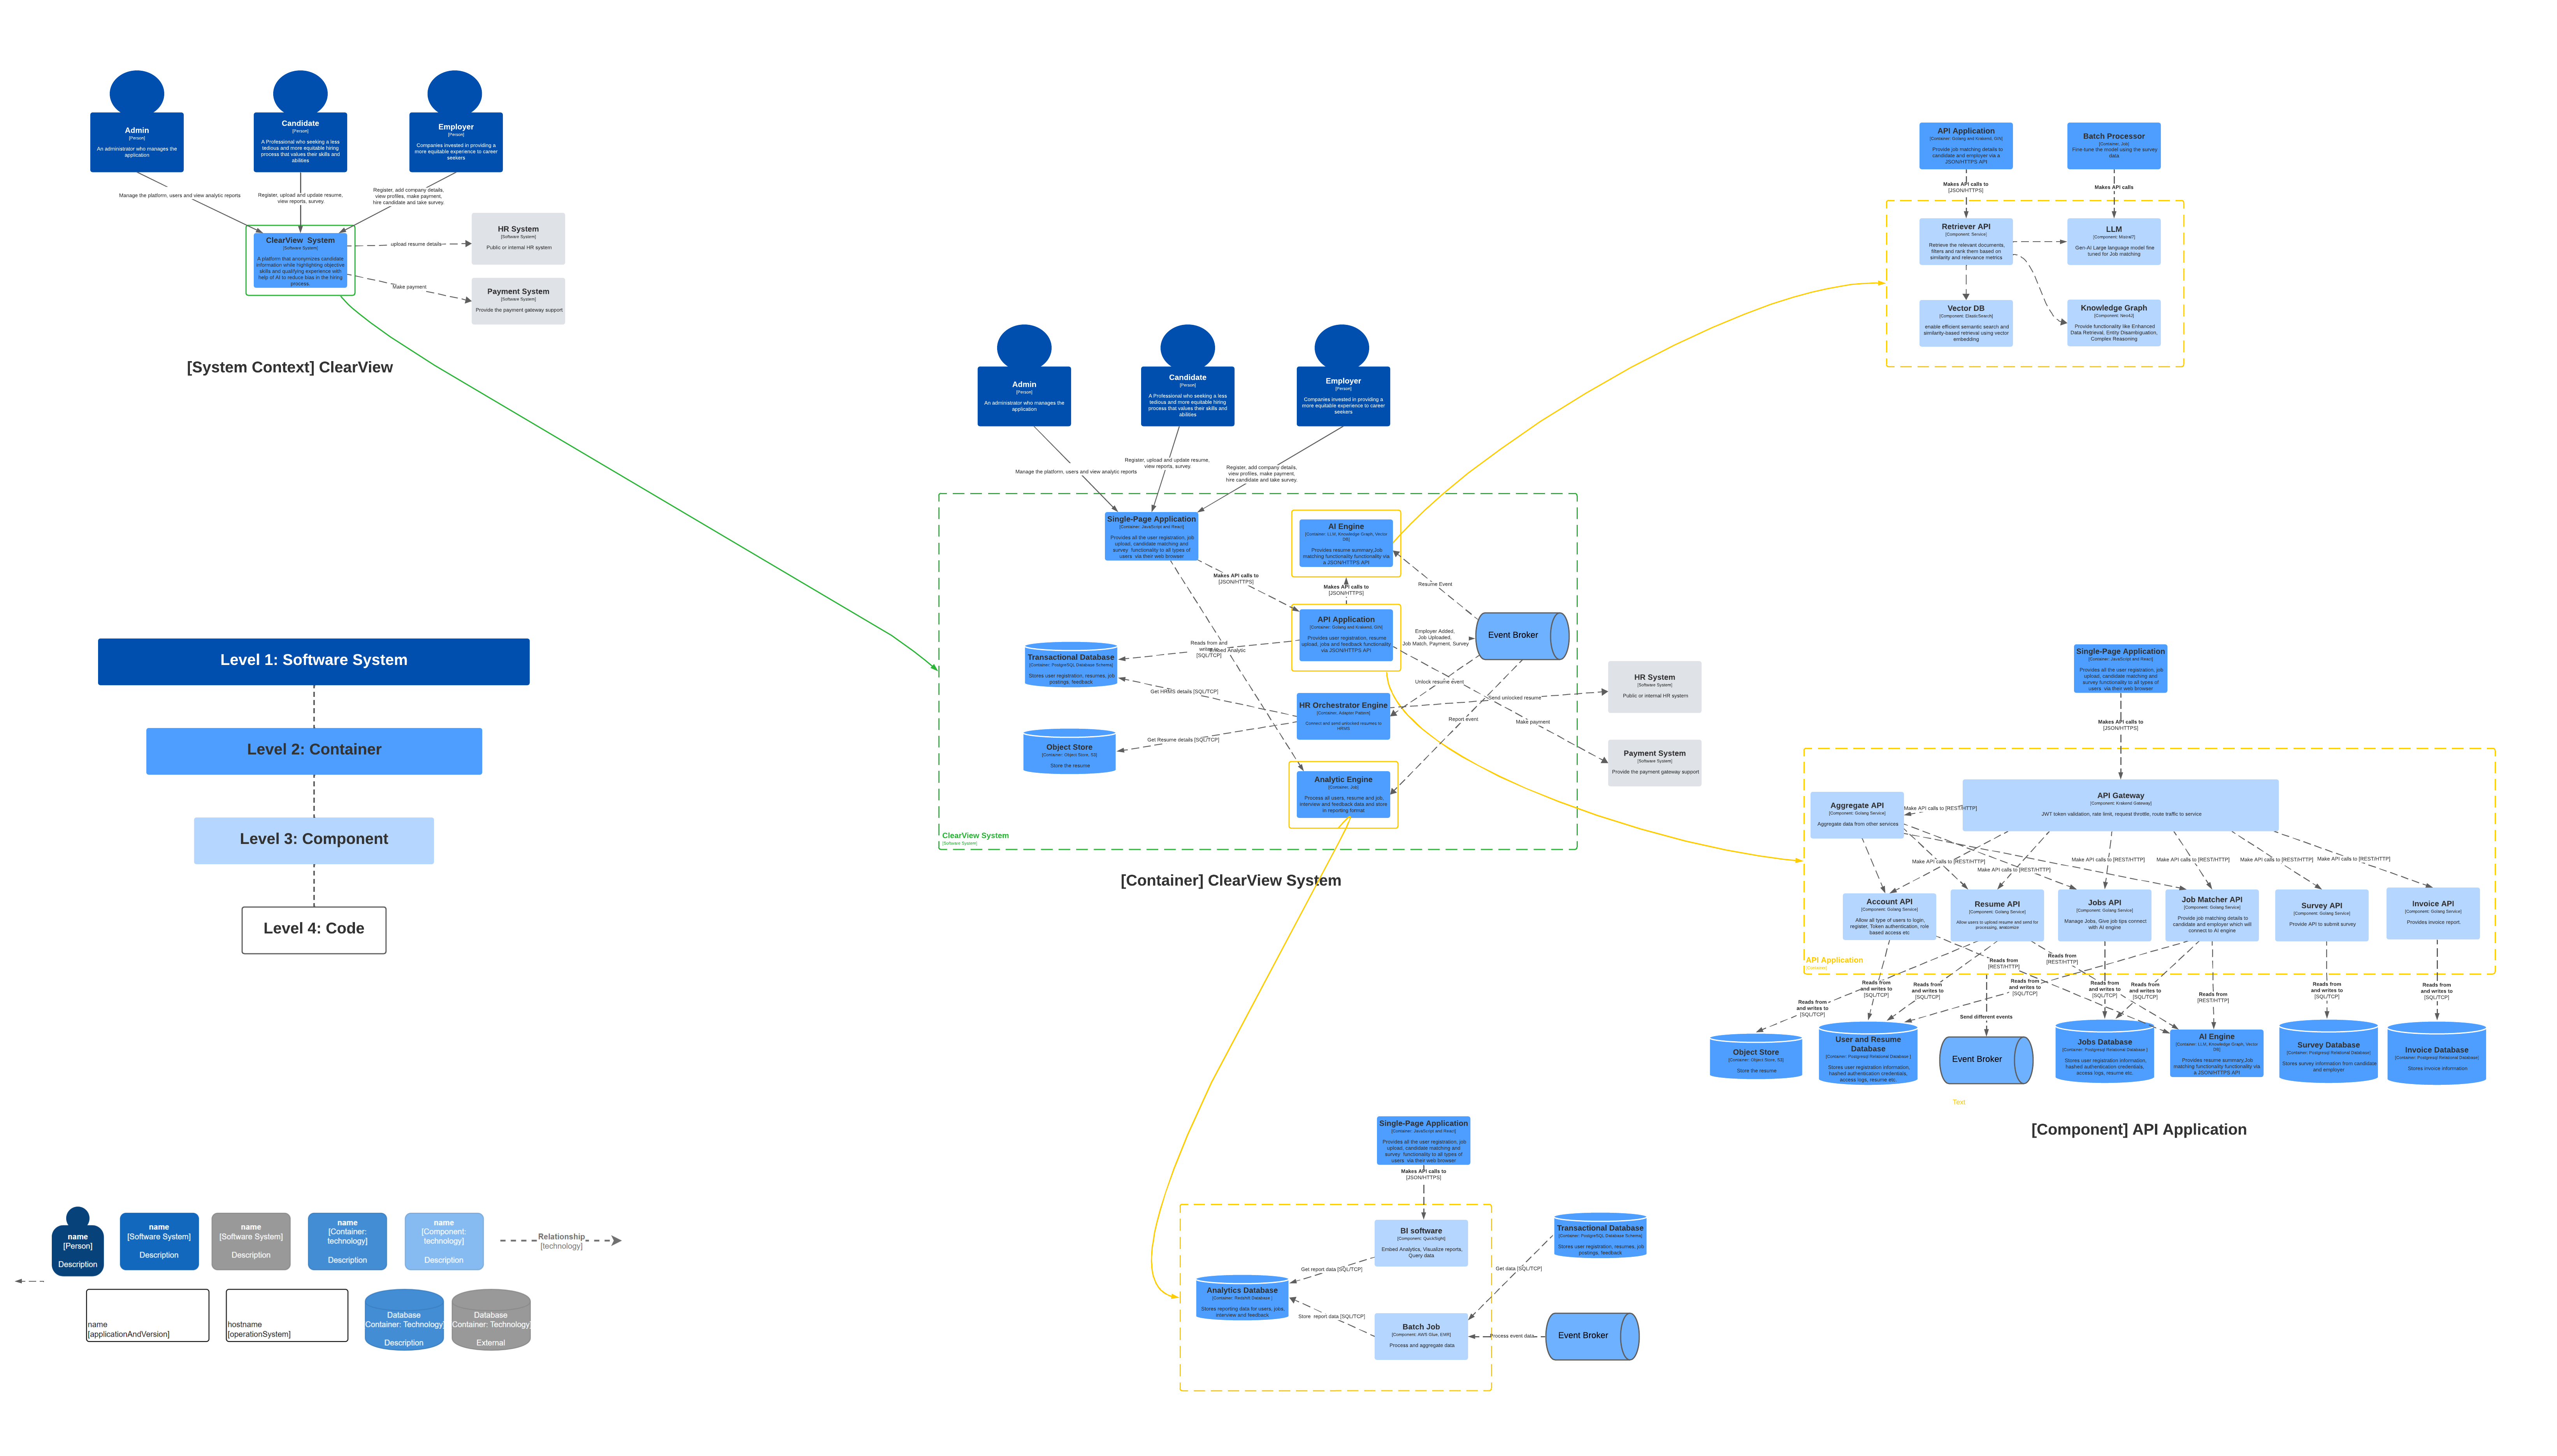 Admin
[Person]
An adminstrator who manages the
application
Candidate
[Person]
A Professional who seeking a less
tedious and more equitable hiring
process that values their skills and
abilities
Employer
[Person]
Companies invested in providing a
more equitable experience to career
seekers
Manage the platform, users and view analytic reports
Register, upload and update resume,
view reports, survey.
Register, add company details,
view profiles, make payment,
hire candidate and take survey.
ClearView  System
[Software System]
A platform that anonymizes candidate
information while highlighting objective
skills and qualifying experience with
help of AI to reduce bias in the hiring
process.
upload resume details
Make payment
HR System
[Software System]
Public or internal HR system
Payment System
[Software System]
Provide the payment gateway support
[System Context] ClearView
Level 1: Software System
Level 2: Container
Level 3: Component
Level 4: Code
name
[Person]
Description
name
[Software System]
Description
name
[Software System]
Description
name
[Container:
technology]
Description
name
[Component:
technology]
Description
Relationship
[technology]
name
[applicationAndVersion]
hostname
[operationSystem]
Database
[Container: Technology]
Description
Database
[Container: Technology]
External
Admin
[Person]
An administrator who manages the
application
Candidate
[Person]
A Professional who seeking a less
tedious and more equitable hiring
process that values their skills and
abilities
Employer
[Person]
Companies invested in providing a
more equitable experience to career
seekers
Manage the platform, users and view analytic reports
Register, upload and update resume,
view reports, survey.
Register, add company details,
view profiles, make payment,
hire candidate and take survey.
Single-Page Application
[Container: JavaScript and React]
Provides all the user registration, job
upload, candidate matching and
survey  functionality to all types of
users  via their web browser
AI Engine
[Container: LLM, Knowledge Graph, Vector
DB]
Provides resume summary,Job
matching functionality functionality via
a JSON/HTTPS API
Makes API calls to
[JSON/HTTPS]
Makes API calls to
[JSON/HTTPS]
Resume Event
API Application
[Container: Golang and Krakend, GIN]
Provides user registration, resume
upload, jobs and feedback functionality
via JSON/HTTPS API
Employer Added,
Job Uploaded,
Job Match, Payment, Survey
Event Broker
Reads from and
writes to
[SQL/TCP]
Embed Analytic
Transactional Database
[Container: PostgreSQL Database Schema]
Stores user registration, resumes, job
postings, feedback
Get HRMS details [SQL/TCP]
Unlock resume event
HR Orchestrator Engine
[Container, Adapter Pattern]
Connect and send unlocked resumes to
HRMS
Send unlocked resume
Report event
Make payment
HR System
[Software System]
Public or internal HR system
Object Store
[Container: Object Store, S3]
Store the resume
Get Resume details [SQL/TCP]
Payment System
[Software System]
Provide the payment gateway support
Analytic Engine
[Container, Job]
Process all users, resume and job,
interview and feedback data and store
in reporting format
ClearView System
[Software System]
[Container] ClearView System
API Application
[Container: Golang and Krakend, GIN]
Provide job matching details to
candidate and employer via a
JSON/HTTPS API
Batch Processor
[Container, Job]
Fine tune the model using the survey
data
Makes API calls to
[JSON/HTTPS]
Makes API calls
Retriever API
[Component: Service]
Retrieve the relevant documents,
filters and rank them based on
similarity and relevance metrics
LLM
[Component: Mixtral7]
Gen-AI Large language model fine
tuned for Job matching
Vector DB
[Component: ElasticSearch]
enable efficient semantic search and
similarity-based retrieval using vector
embedding
Knowledge Graph
[Component: Neo4J]
Provide functionality like Enhanced
Data Retrieval, Entity Disambiguation,
Complex Reasoning
Single-Page Application
[Container: JavaScript and React]
Provides all the user registration, job
upload, candidate matching and
survey functionality to all types of
users  via their web browser
Makes API calls to
[JSON/HTTPS]
Aggregate API
[Component: Golang Service]
Aggregate data from other services
Make API calls to [REST/HTTP]
API Gateway
[Component: Krakend Gateway]
JWT token validation, rate limit, request throttle, route traffic to service
Make API calls to [REST/HTTP]
Make API calls to [REST/HTTP]
Make API calls to [REST/HTTP]
Make API calls to [REST/HTTP]
Make API calls to [REST/HTTP]
Make API calls to [REST/HTTP]
Account API
[Component: Golang Service]
Allow all type of users to login,
register, Token authentication, role
based access etc
Resume API
[Component: Golang Service]
Allow users to upload resume and send for
processing, anatomize
Jobs API
[Component: Golang Service]
Manage Jobs, Give job tips connect
with AI engine
Job Matcher API
[Component: Golang Service]
Provide job matching details to
candidate and employer which will
connect to AI engine
Survey API
[Component: Golang Service]
Provide API to submit survey
Invoice API
[Component: Golang Service]
Provides invoice report
API Application
[Container]
Reads from
[REST/HTTP]
Reads from
[REST/HTTP]
Reads from
and writes to
[SQL/TCP]
Reads from
and writes to
[SQL/TCP]
Reads from
and writes to
[SQL/TCP]
Reads from
and writes to
[SQL/TCP]
Reads from
and writes to
[SQL/TCP]
Reads from
and writes to
[SQL/TCP]
Reads from
[REST/HTTP]
Reads from
and writes to
[SQL/TCP]
Reads from
and writes to
[SQL/TCP]
Send different events
Object Store
[Container: Object Store, S3]
Store the resume
User and Resume
Database
[Container: Postgresql Relational Database ]
Stores user registration information,
hashed authentication credentials,
access logs, resume etc.
Event Broker
Jobs Database
[Container: Postgresql Relational Database ]
Stores user registration information,
hashed authentication credentials,
access logs, resume etc.
AI Engine
[Container: LLM, Knowledge Graph, Vector
DB]
Provides resume summary,Job
matching functionality functionality via
a JSON/HTTPS API
Survey Database
[Container: Postgresql Relational Database]
Stores survey information from candidate
and employer
Invoice Database
[Container: Postgresql Relational Database]
Stores invoice information
Text
[Component] API Application
Single-Page Application
[Container: JavaScript and React]
Provides all the user registration, job
upload, candidate matching and
survey  functionality to all types of
users  via their web browser
Makes API calls to
[JSON/HTTPS]
BI software
[Component: QuickSight]
Embed Analytics, Visualize reports,
Query data
Transactional Database
[Container: PostgreSQL Database Schema]
Stores user registration, resumes, job
postings, feedback
Get report data [SQL/TCP]
Get data [SQL/TCP]
Analytics Database
[Container: Redshift Database ]
Stores reporting data for users, jobs,
interview and feedback
Store  report data [SQL/TCP]
Batch Job
[Component: AWS Glue, EMR]
Process and aggregate data
Process event data
Event Broker